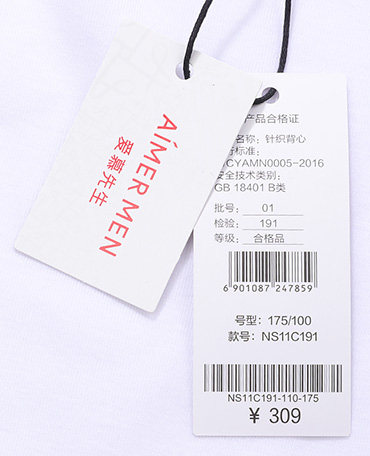 AIMER MEN
爱慕先生
产品合格证
名称：针织背心
标准：
CYAMN0005-2016
安全技术类别：
GB 18401 B类
批号： 01
检验： 191
等级： 合格品
6 901087 247859
号型：175/100
款号：NS11C191
NS11C191-110-175
¥ 309